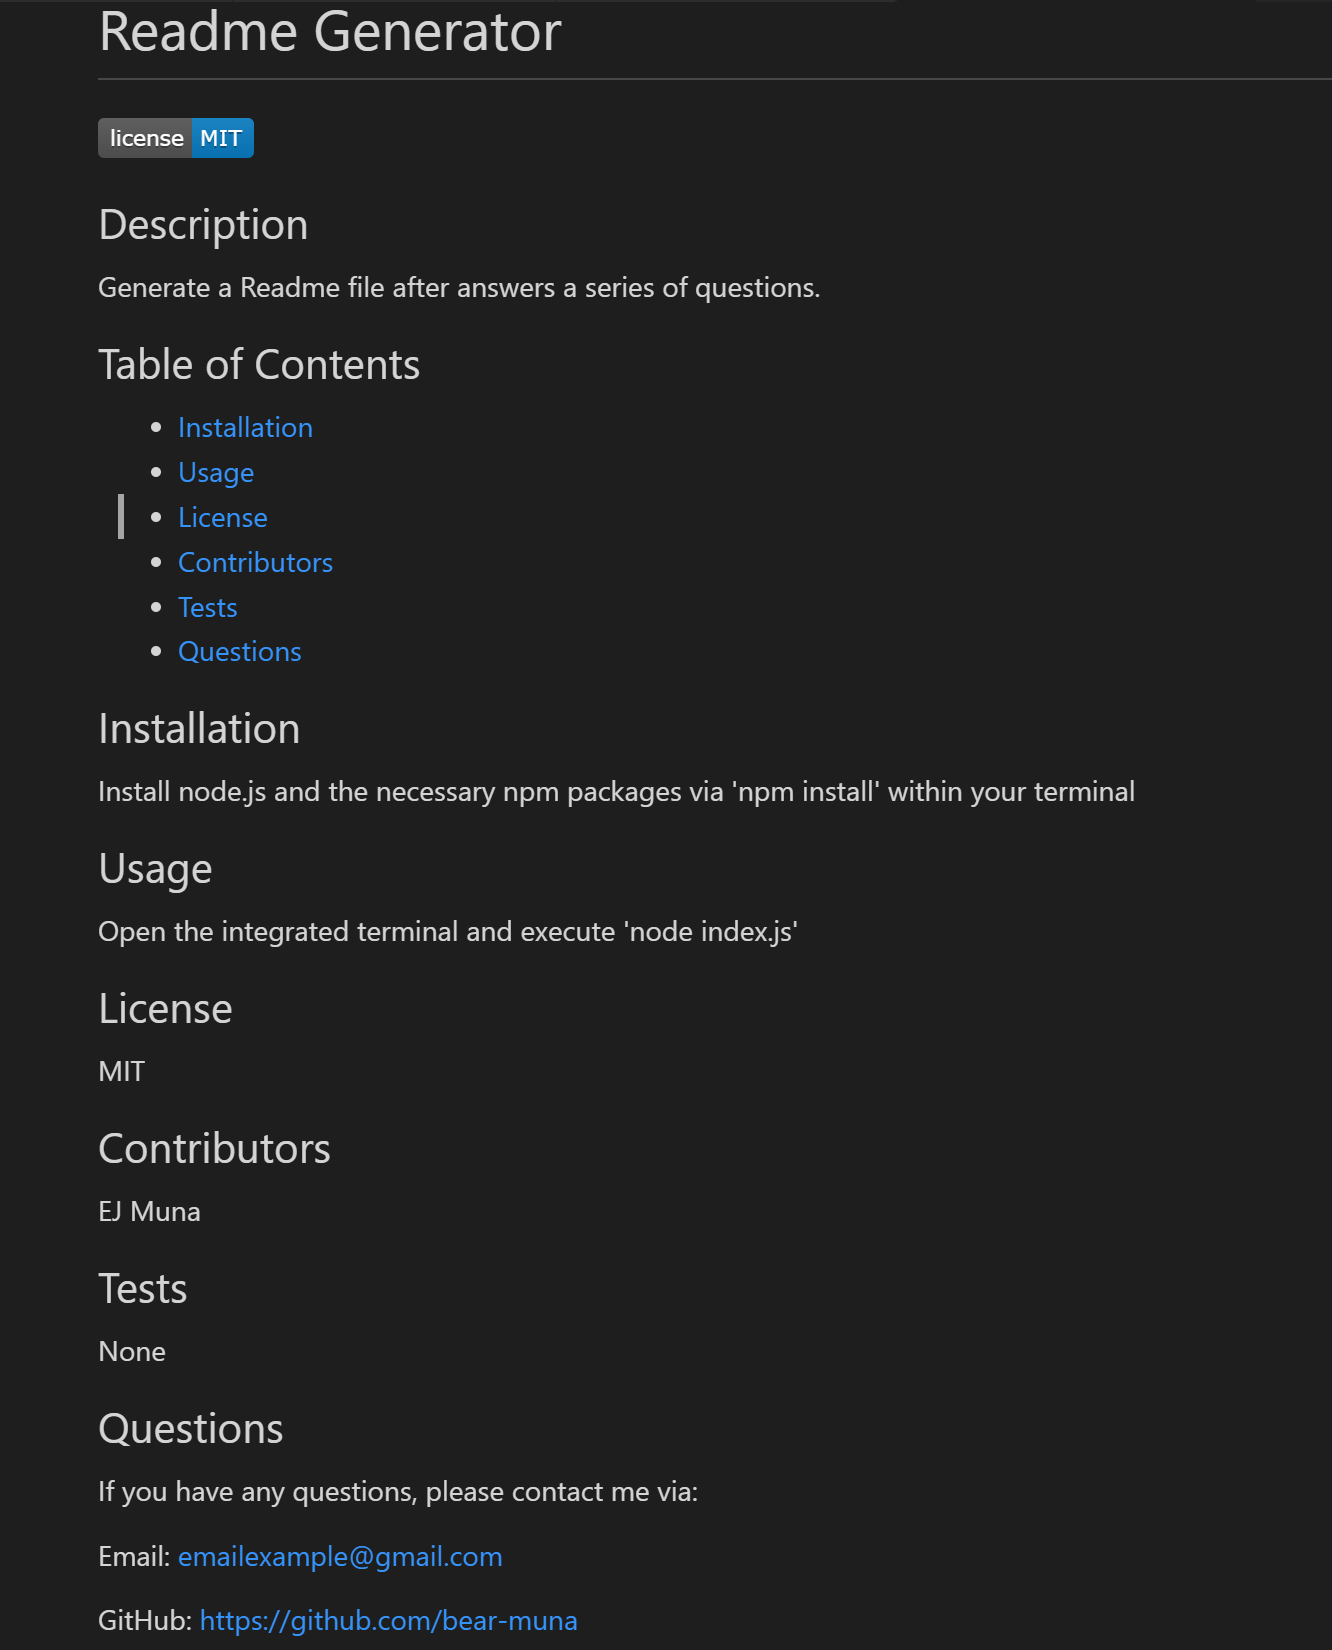 Readme Generator
license MIT
Description
Generate a Readme file after answers a series of questions.
Table of Contents
Installation
Usage
License
Contributors
Tests
Questions
Installation
Install node.js and the necessary npm packages via 'npm install' within your terminal
Usage
Open the integrated terminal and execute 'node index.js'
License
MIT
Contributors
EJ Muna
Tests
None
Questions
If you have any questions, please contact me via:
Email: emailexample@gmail.com
GitHub: https://github.com/bear-muna